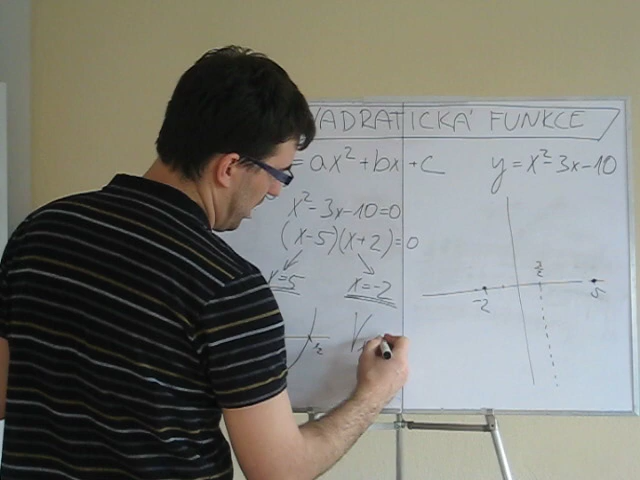 VADRATICKÁ FUNKCE
= ax² + bx + c
y = x² - 3x - 10
x² - 3x - 10 = 0
(x-5)(x+2) = 0
x=5
x=-2
3/2
-2
5
V